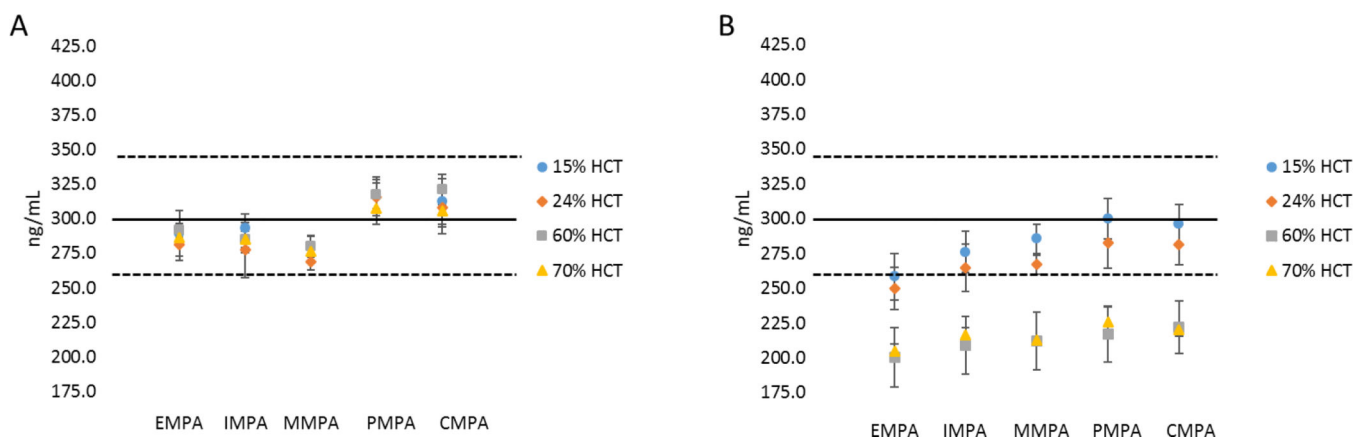 A
425.0
400.0
375.0
350.0
325.0
300.0
275.0
250.0
225.0
200.0
175.0
ng/mL
EMPA IMPA MMPA PMPA CMPA
15% HCT
24% HCT
60% HCT
70% HCT
B
425.0
400.0
375.0
350.0
325.0
300.0
275.0
250.0
225.0
200.0
175.0
ng/mL
EMPA IMPA MMPA PMPA CMPA
15% HCT
24% HCT
60% HCT
70% HCT